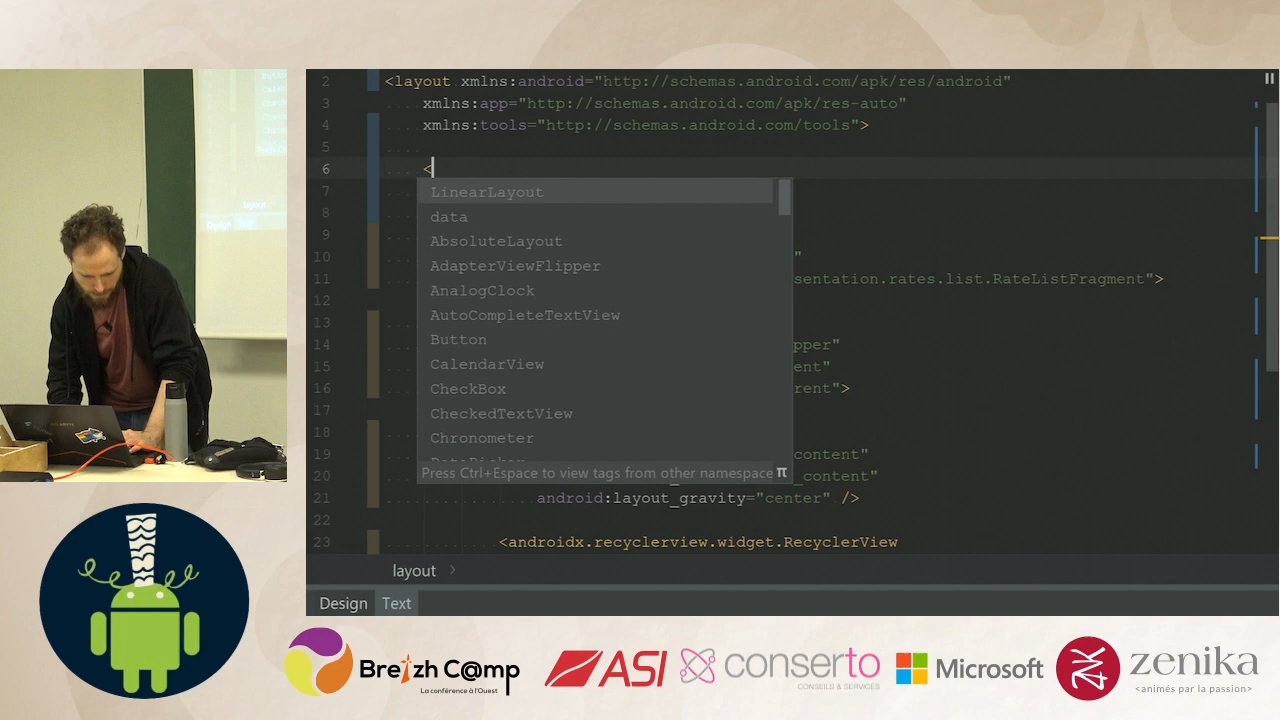 2 <layout xmlns:android="http://schemas.android.com/apk/res/android"
3 xmlns:app="http://schemas.android.com/apk/res-auto"
4 xmlns:tools="http://schemas.android.com/tools">
5
6 <
7 LinearLayout
8 data
9 AbsoluteLayout
10 AdapterViewFlipper "
11 AnalogClock sentation.rates.list.RateListFragment">
12 AutoCompleteTextView
13 Button
14 CalendarView pper"
15 ent"
16 CheckBox rent">
17 CheckedTextView
18 Chronometer
19 content"
20 Press Ctrl+Espace to view tags from other namespace π _content"
21 android:layout_gravity="center" />
22
23 <androidx.recyclerview.widget.RecyclerView
layout
Design Text
Breizh C@mp
La conférence à l'Ouest
ASI
conserto
CONSEILS & SERVICES
Microsoft
zenika
<animés par la passion>